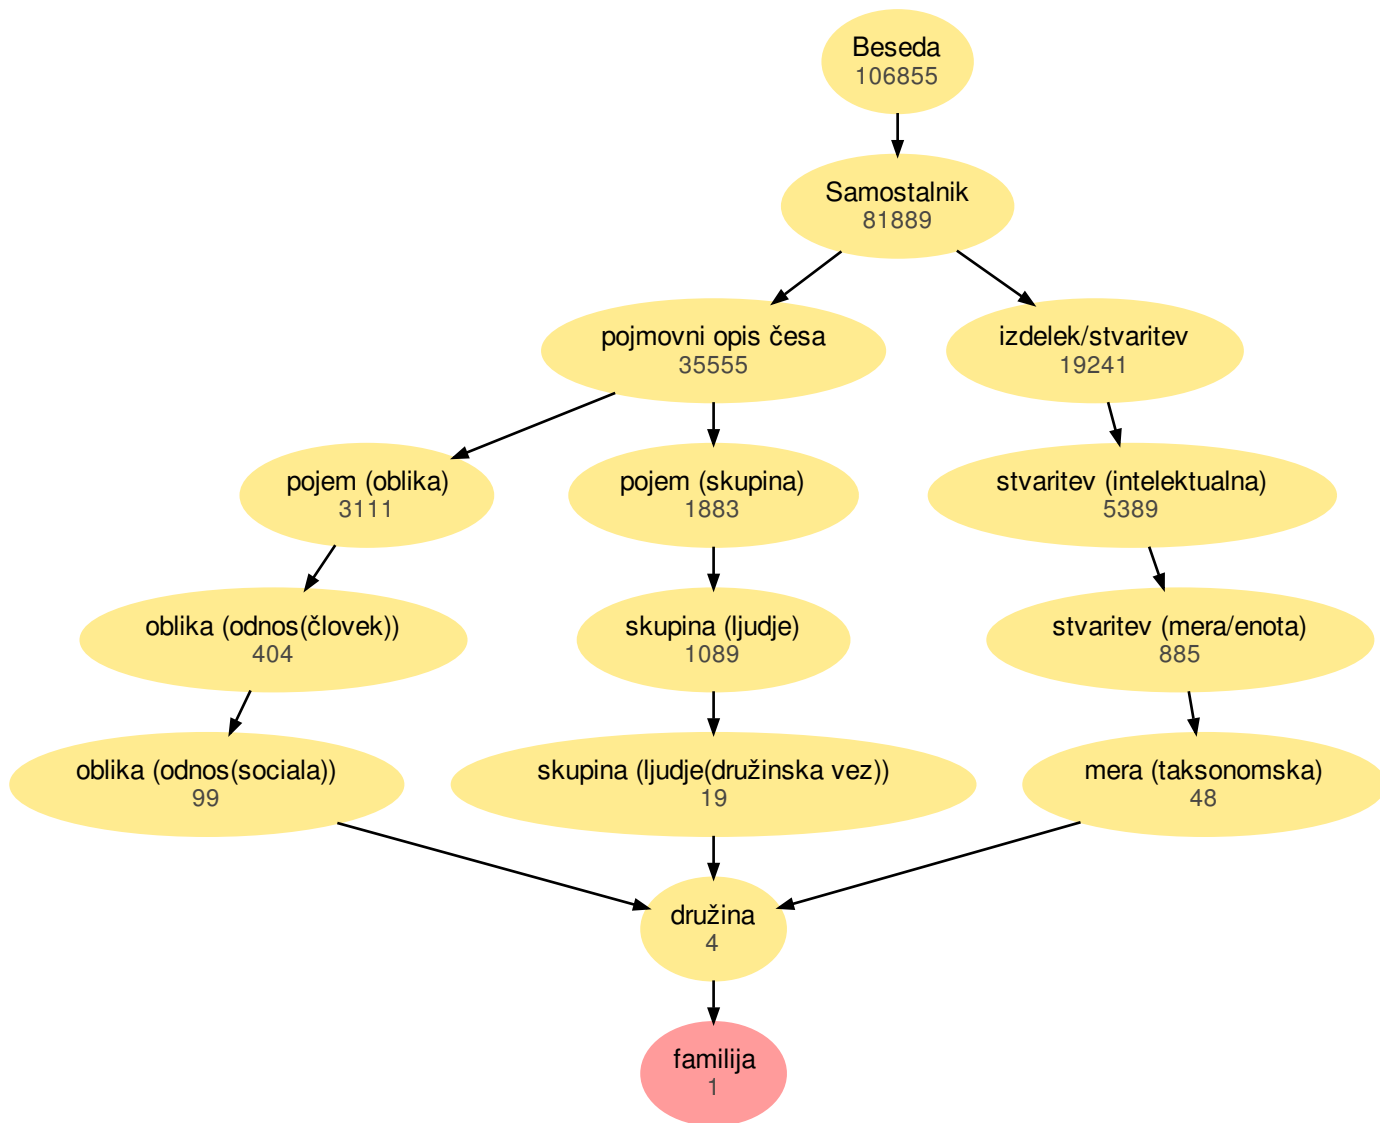 Beseda
106855
Samostalnik
81889
pojmovni opis česa
35555
izdelek/stvaritev
19241
pojem (oblika)
3111
pojem (skupina)
1883
stvaritev (intelektualna)
5389
oblika (odnos(človek))
404
skupina (ljudje)
1089
stvaritev (mera/enota)
885
oblika (odnos(sociala))
99
skupina (ljudje(družinska vez))
19
mera (taksonomska)
48
družina
4
familija
1